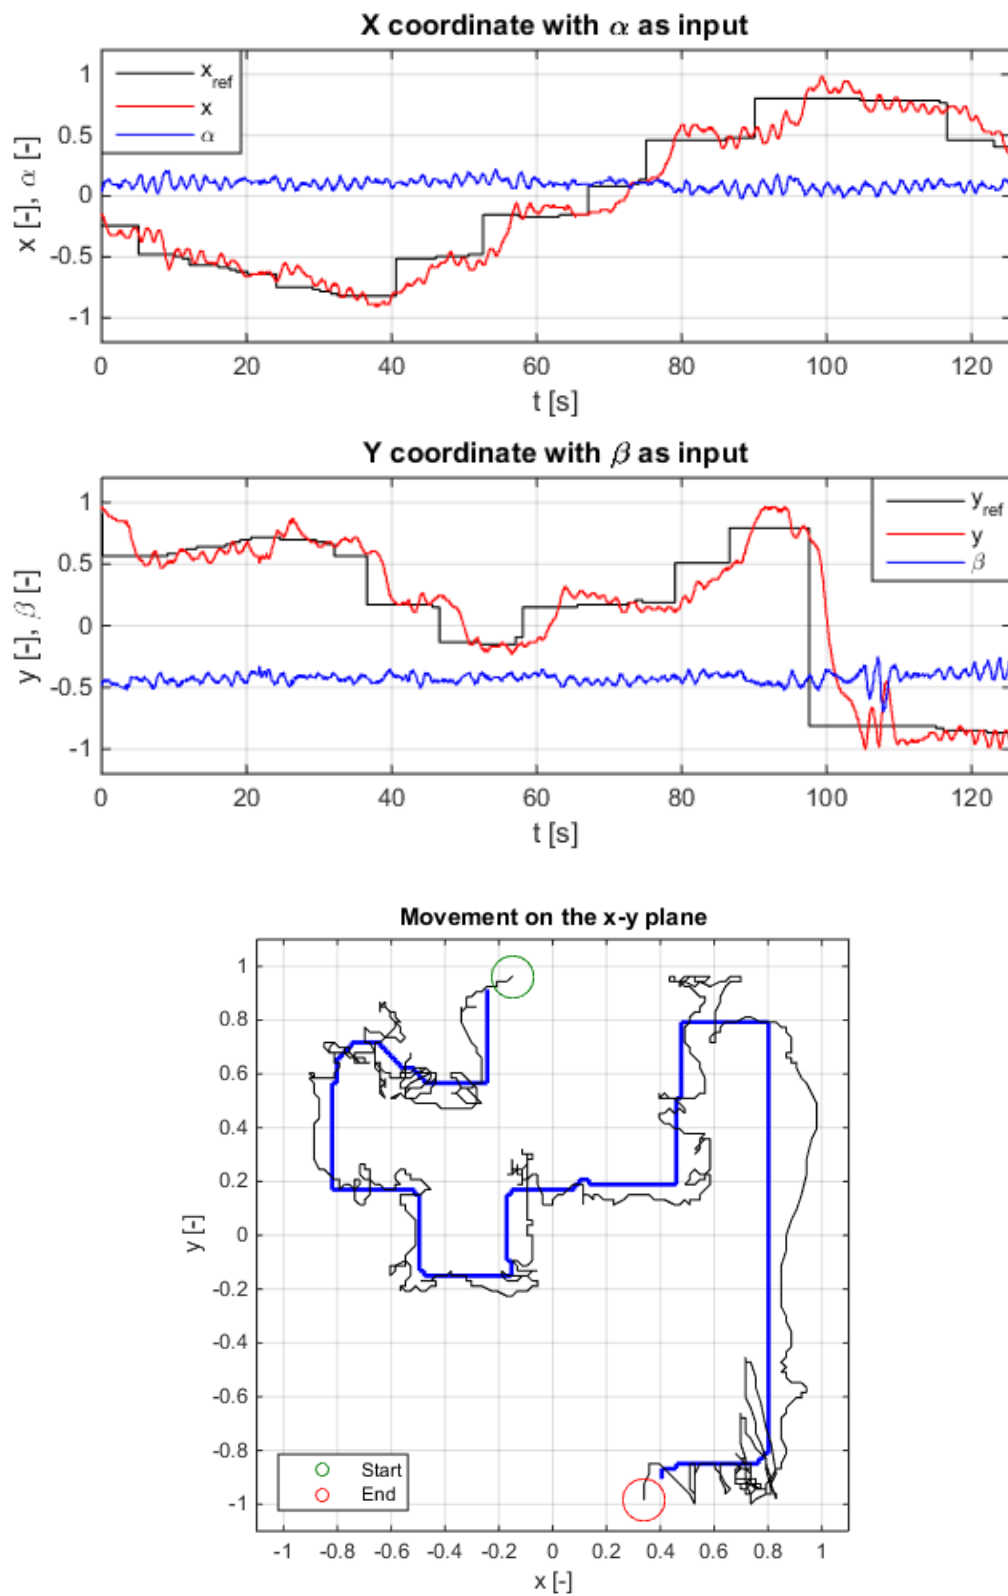 X coordinate with α as input
x_ref
x
α
1
0.5
0
-0.5
-1
x [-], α [-]
0 20 40 60 80 100 120
t [s]
Y coordinate with β as input
y_ref
y
β
1
0.5
0
-0.5
-1
y [-], β [-]
0 20 40 60 80 100 120
t [s]
Movement on the x-y plane
1
0.8
0.6
0.4
0.2
0
-0.2
-0.4
-0.6
-0.8
-1
y [-]
Start
End
-1 -0.8 -0.6 -0.4 -0.2 0 0.2 0.4 0.6 0.8 1
x [-]